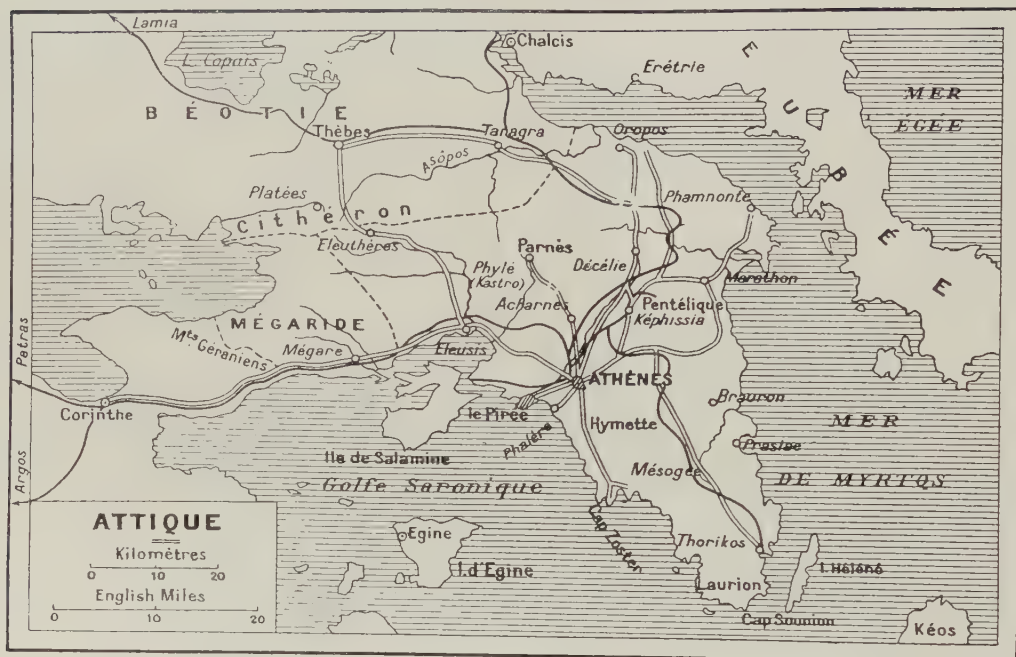 Lamia
Chalcis
L. Copaïs
Erétrie
EUBÉE
MER
ÉGÉE
BÉOTIE
Thèbes
Tanagra
Oropos
Asôpos
Platées
Phamnonte
Cithéron
Eleuthères
Parnès
Phylé
(Kastro)
Décélie
Marathon
Acharnes
Pentélique
Képhissia
MÉGARIDE
Mts Géraniens
Mégare
Eleusis
Patras
ATHÈNES
Corinthe
le Pirée
Phalère
Hymette
Brauron
MER
Prasiae
Ile de Salamine
Mésogée
DE MYRTOS
Golfe Saronique
Argos
ATTIQUE
Kilomètres
0 10 20
English Miles
0 10 20
Egine
I. d'Egine
Cap Zoster
Thorikos
I. Hélène
Laurion
Cap Sounion
Kéos